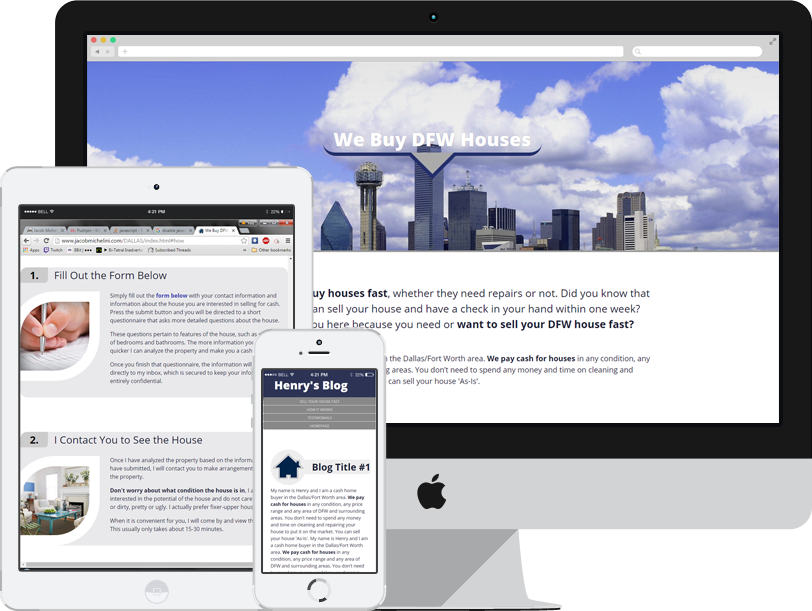 We Buy DFW Houses
uy houses fast, whether they need repairs or not. Did you know that
an sell your house and have a check in your hand within one week?
ou here because you need or want to sell your DFW house fast?
in the Dallas/Fort Worth area. We pay cash for houses in any condition, any
ing areas. You don't need to spend any money and time on cleaning and
can sell your house 'As-Is'.
BELL
4:21 PM
22%
Jacob Micheli
We Buy DFW
www.jacobmichelini.com/DALLAS/index.html#how
Apps
Twitch
Subscribed Threads
Other bookmarks
1. Fill Out the Form Below
Simply fill out the form below with your contact information and
information about the house you are interested in selling for cash.
Press the submit button and you will be directed to a short
questionnaire that asks more detailed questions about the house.
These questions pertain to features of the house, such as
of bedrooms and bathrooms. The more information you
quicker I can analyze the property and make you a cash
Once you finish that questionnaire, the information will
directly to my inbox, which is secured to keep your info
entirely confidential.
2. I Contact You to See the House
Once I have analyzed the property based on the informa
have submitted, I will contact you to make arrangement
the property.
Don't worry about what condition the house is in, I a
interested in the potential of the house and do not care
or dirty, pretty or ugly. I actually prefer fixer-upper hous
When it is convenient for you, I will come by and view th
This usually only takes about 15-30 minutes.
BELL
4:21 PM
22%
Henry's Blog
SELL YOUR HOUSE FAST
HOW IT WORKS
TESTIMONIALS
HOMEPAGE
Blog Title #1
My name is Henry and I am a cash home
buyer in the Dallas/Fort Worth area. We pay
cash for houses in any condition, any price
range and any area of DFW and surrounding
areas. You don't need to spend any money
and time on cleaning and repairing your
house to put it on the market. You can sell
your house 'As-Is'. My name is Henry and I am
a cash home buyer in the Dallas/Fort Worth
area. We pay cash for houses in any
condition, any price range and any area of
DFW and surrounding areas. You don't need